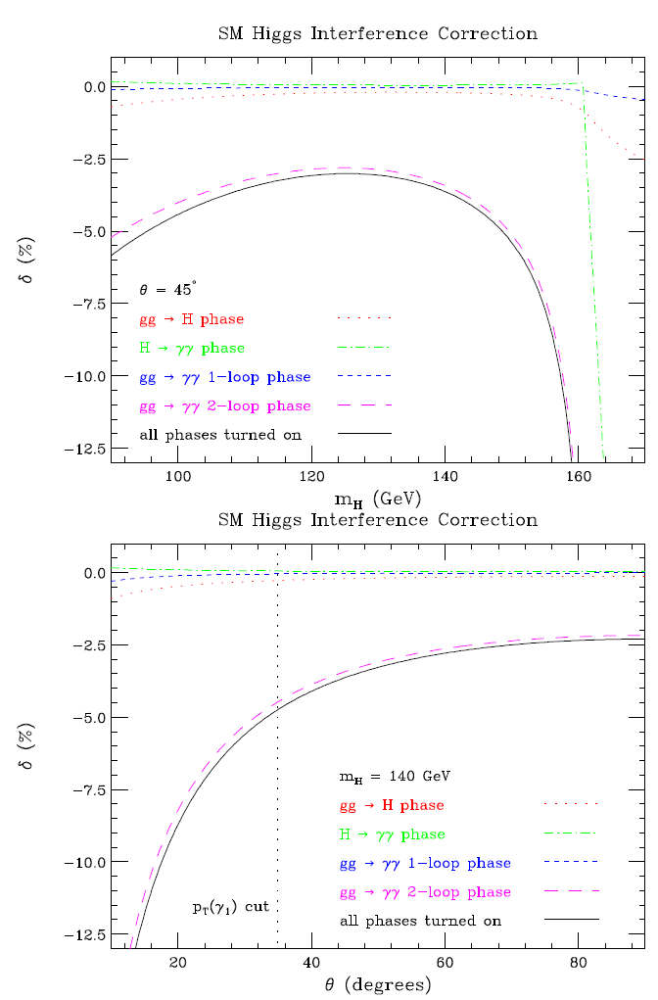 SM Higgs Interference Correction
0.0
−2.5
−5.0
−7.5
−10.0
−12.5
δ (%)
θ = 45°
gg → H phase
H → γγ phase
gg → γγ 1−loop phase
gg → γγ 2−loop phase
all phases turned on
100 120 140 160
m_H (GeV)
SM Higgs Interference Correction
0.0
−2.5
−5.0
−7.5
−10.0
−12.5
δ (%)
m_H = 140 GeV
gg → H phase
H → γγ phase
gg → γγ 1−loop phase
gg → γγ 2−loop phase
all phases turned on
p_T(γ_1) cut
20 40 60 80
θ (degrees)